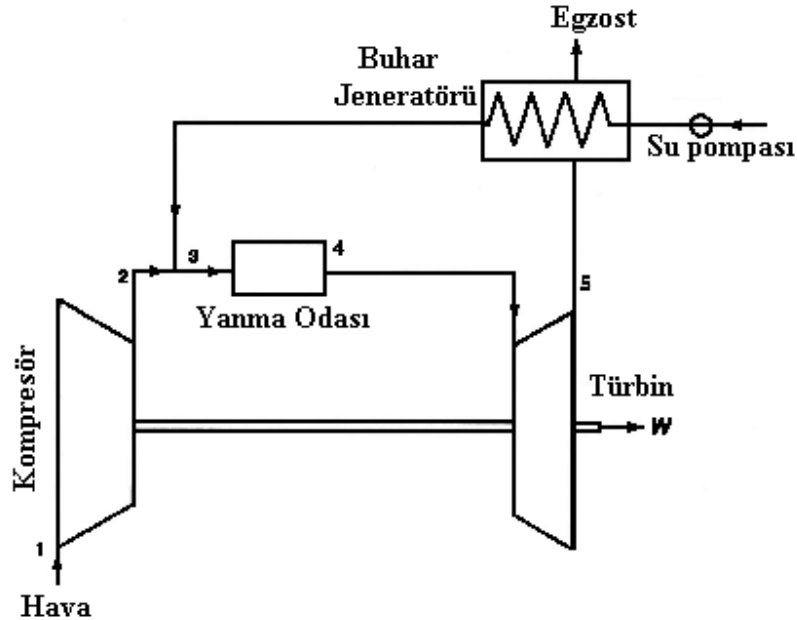 Egzost
Buhar
Jeneratörü
Su pompası
2
3
4
Yanma Odası
5
Kompresör
Türbin
W
1
Hava